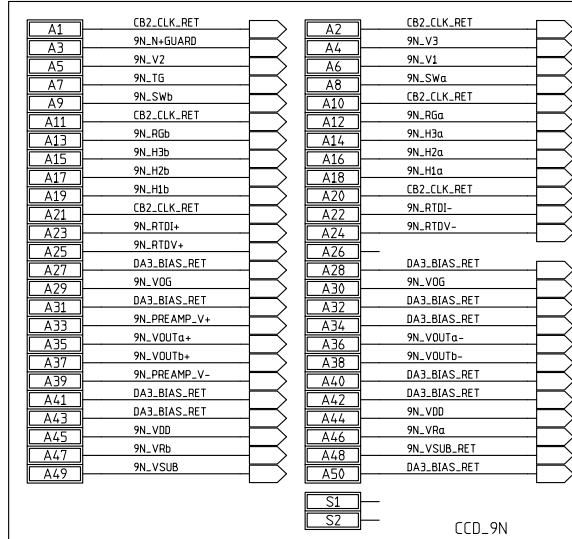 A1 CB2_CLK_RET
A3 9N_N+GUARD
A5 9N_V2
A7 9N_TG
A9 9N_SWb
A11 CB2_CLK_RET
A13 9N_RGb
A15 9N_H3b
A17 9N_H2b
A19 9N_H1b
A21 CB2_CLK_RET
A23 9N_RTDI+
A25 9N_RTDV+
A27 DA3_BIAS_RET
A29 9N_VOG
A31 DA3_BIAS_RET
A33 9N_PREAMP_V+
A35 9N_VOUTa+
A37 9N_VOUTb+
A39 9N_PREAMP_V-
A41 DA3_BIAS_RET
A43 DA3_BIAS_RET
A45 9N_VDD
A47 9N_VRb
A49 9N_VSUB
A2 CB2_CLK_RET
A4 9N_V3
A6 9N_V1
A8 9N_SWa
A10 CB2_CLK_RET
A12 9N_RGa
A14 9N_H3a
A16 9N_H2a
A18 9N_H1a
A20 CB2_CLK_RET
A22 9N_RTDI-
A24 9N_RTDV-
A26
A28 DA3_BIAS_RET
A30 9N_VOG
A32 DA3_BIAS_RET
A34 DA3_BIAS_RET
A36 9N_VOUTa-
A38 9N_VOUTb-
A40 DA3_BIAS_RET
A42 DA3_BIAS_RET
A44 9N_VDD
A46 9N_VRa
A48 9N_VSUB_RET
A50 DA3_BIAS_RET
S1
S2
CCD_9N